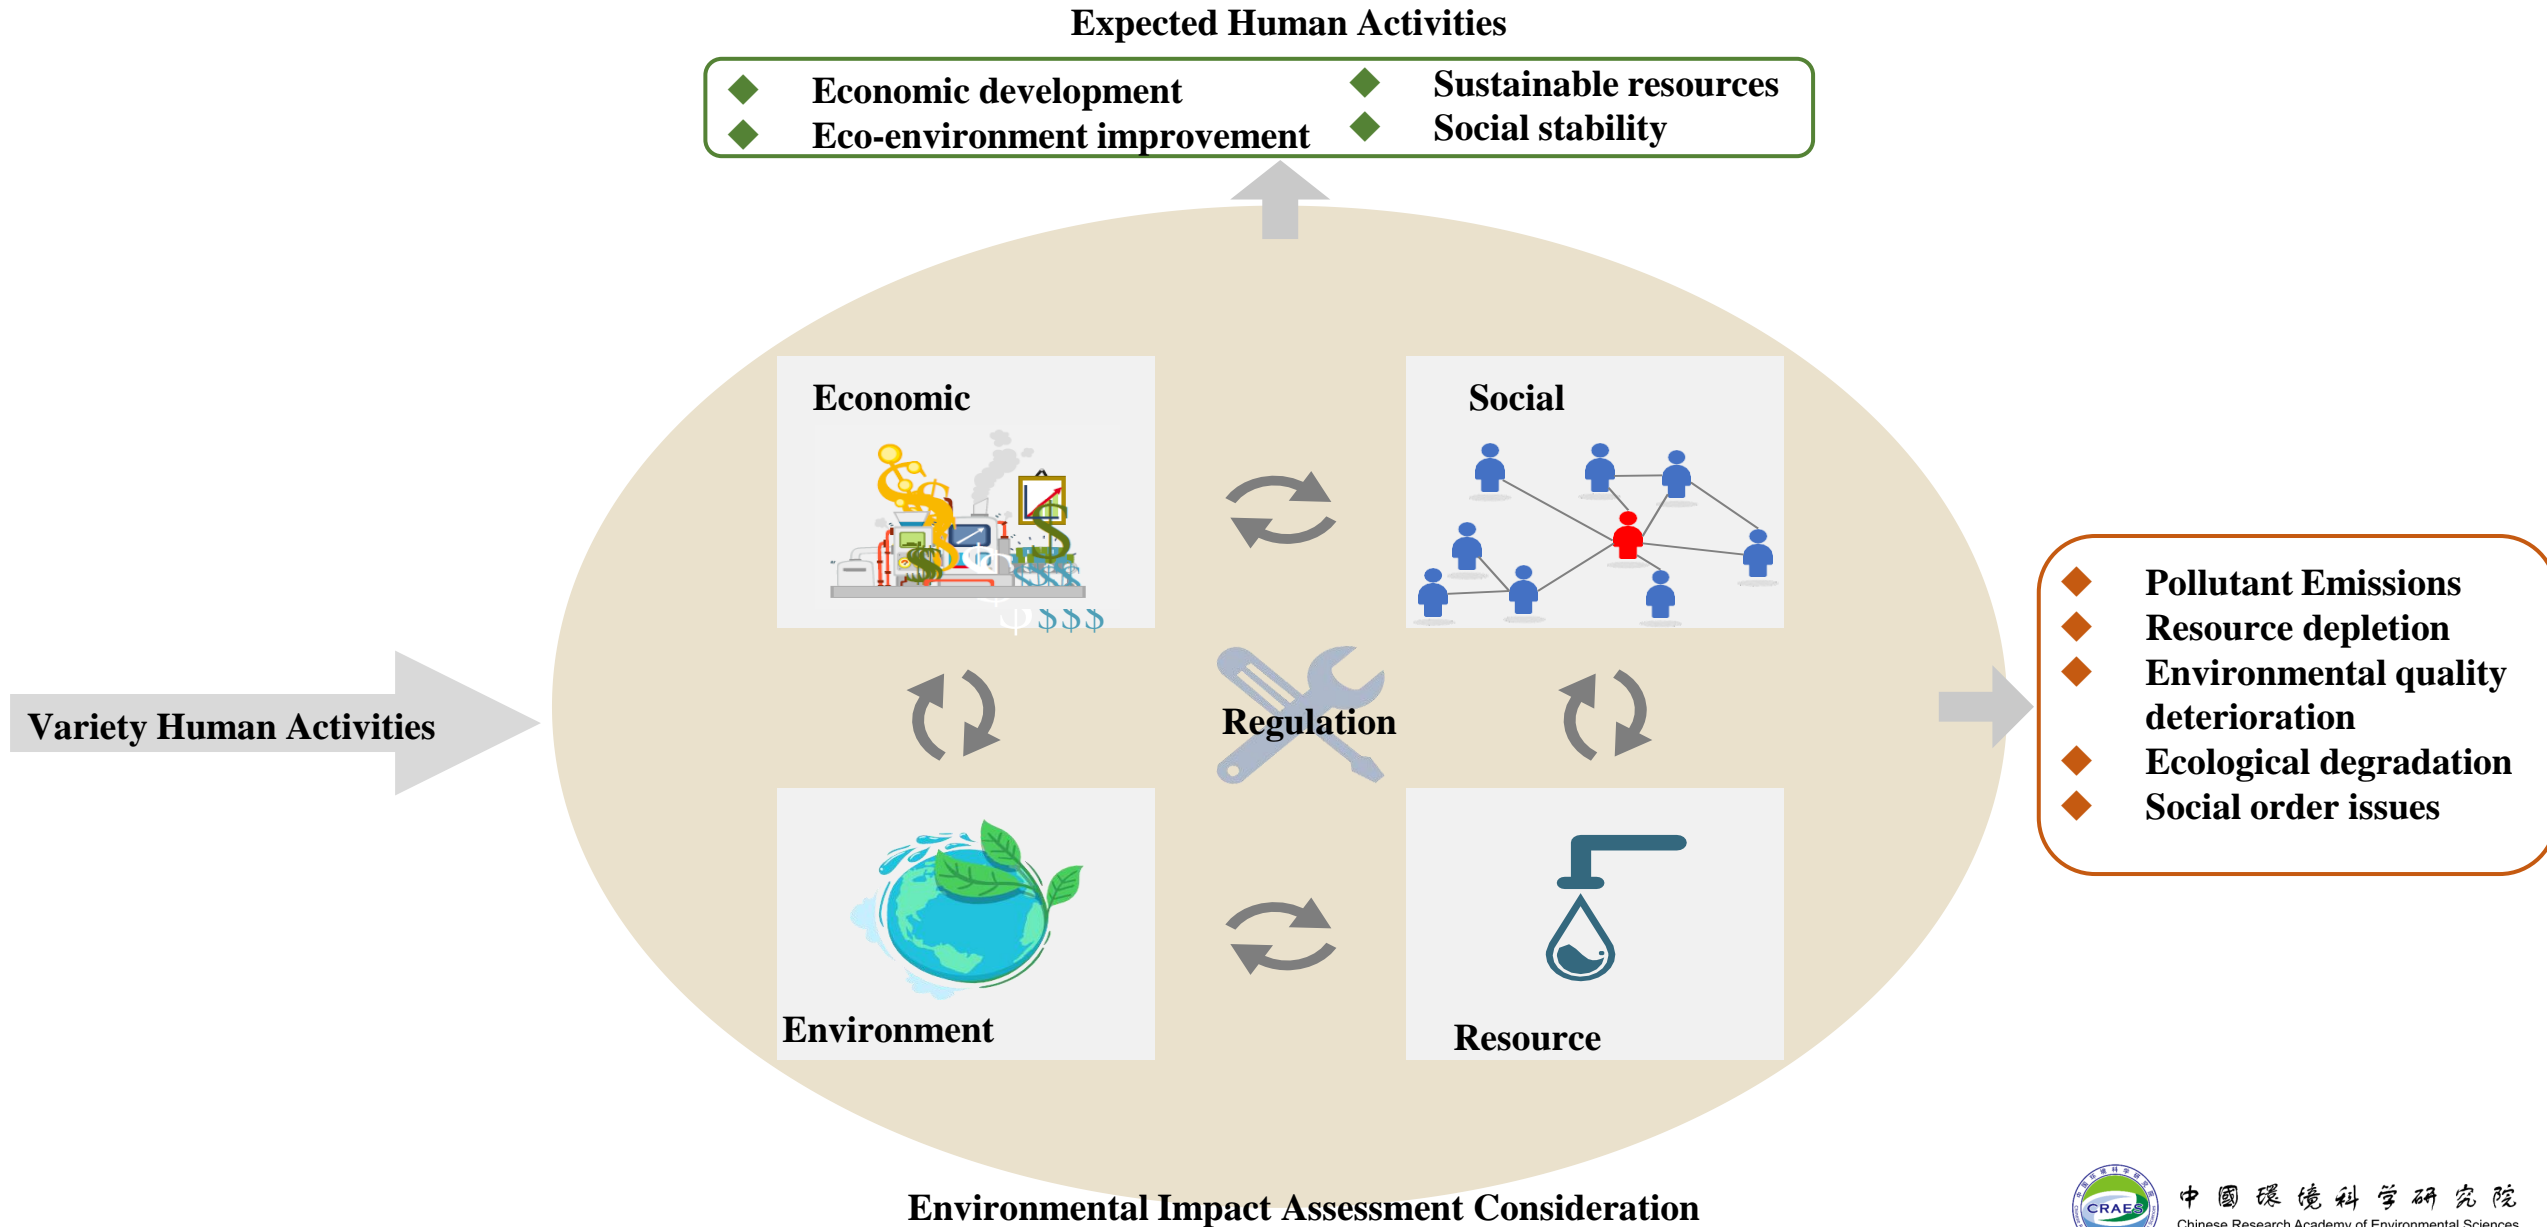 Expected Human Activities
Economic development
Eco-environment improvement
Sustainable resources
Social stability
Economic
Social
Variety Human Activities
Regulation
Pollutant Emissions
Resource depletion
Environmental quality
deterioration
Ecological degradation
Social order issues
Environment
Resource
Environmental Impact Assessment Consideration
CRAES
中國環境科学研究院
Chinese Research Academy of Environmental Sciences